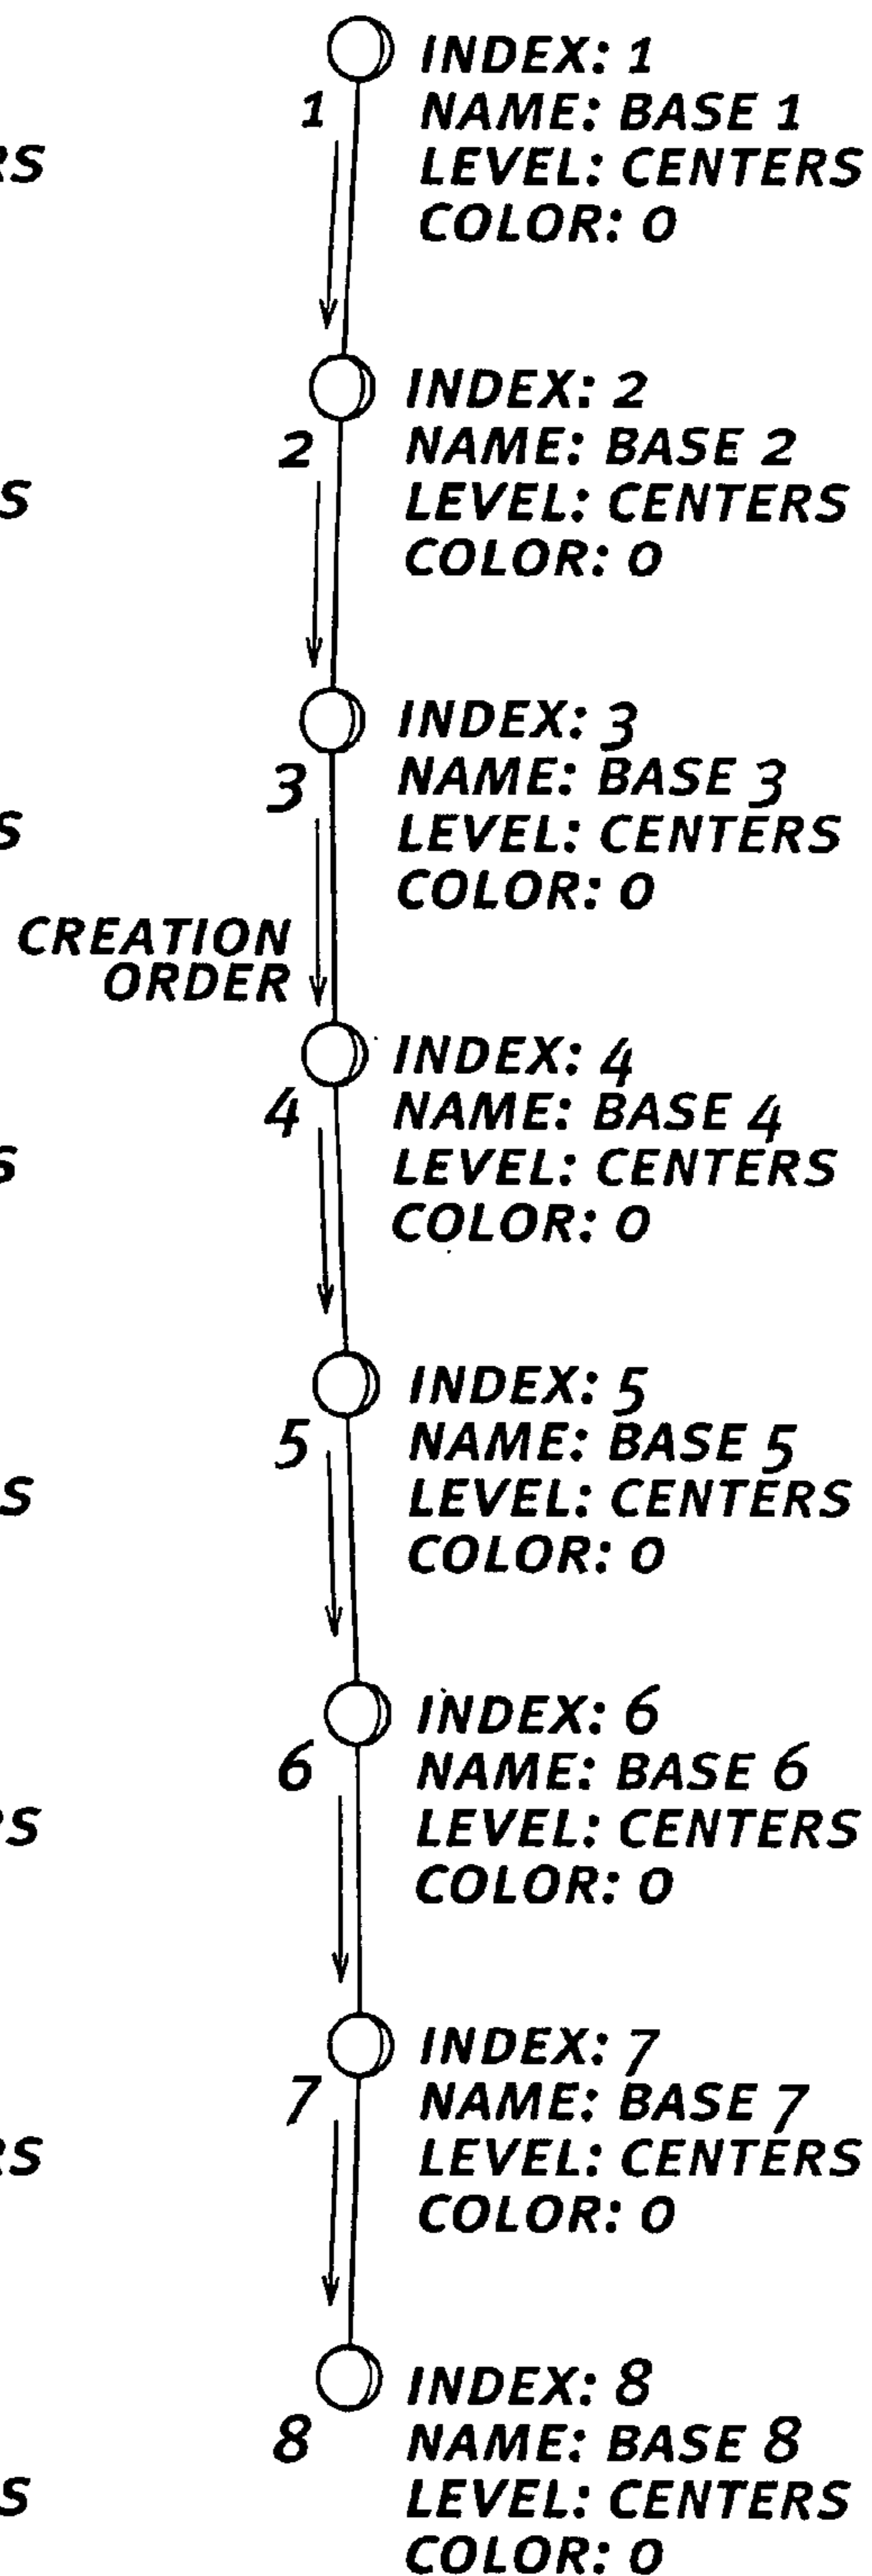 INDEX: 1
1
NAME: BASE 1
LEVEL: CENTERS
COLOR: 0
INDEX: 2
2
NAME: BASE 2
LEVEL: CENTERS
COLOR: 0
INDEX: 3
3
NAME: BASE 3
LEVEL: CENTERS
COLOR: 0
CREATION
ORDER
INDEX: 4
4
NAME: BASE 4
LEVEL: CENTERS
COLOR: 0
INDEX: 5
5
NAME: BASE 5
LEVEL: CENTERS
COLOR: 0
INDEX: 6
6
NAME: BASE 6
LEVEL: CENTERS
COLOR: 0
INDEX: 7
7
NAME: BASE 7
LEVEL: CENTERS
COLOR: 0
INDEX: 8
8
NAME: BASE 8
LEVEL: CENTERS
COLOR: 0